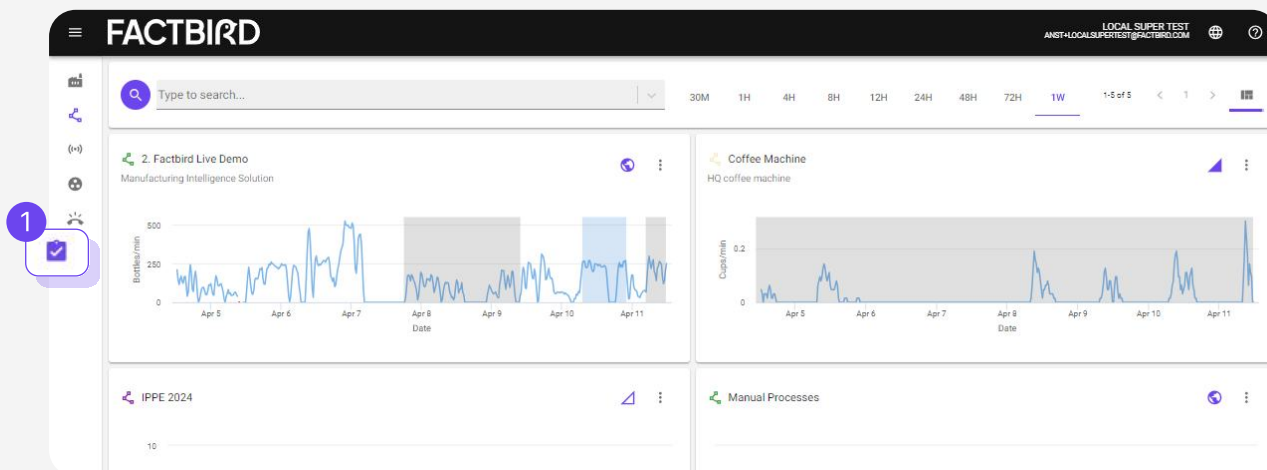 FACTBIRD
LOCAL SUPER TEST
ANST+LOCALSUPERTEST@FACTBIRD.COM
Type to search...
30M 1H 4H 8H 12H 24H 48H 72H 1W 1-5 of 5 < 1 >
1
2. Factbird Live Demo
Manufacturing Intelligence Solution
500
250
0
Bottles/min
Apr 5 Apr 6 Apr 7 Apr 8 Apr 9 Apr 10 Apr 11
Date
Coffee Machine
HQ coffee machine
0.2
0
Cups/min
Apr 5 Apr 6 Apr 7 Apr 8 Apr 9 Apr 10 Apr 11
Date
IPPE 2024
10
Manual Processes